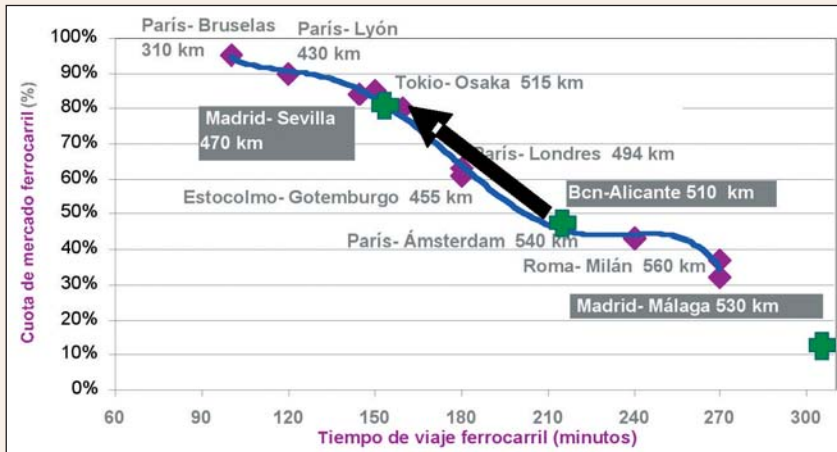 París- Bruselas
310 km
París- Lyón
430 km
Tokio- Osaka 515 km
Madrid- Sevilla
470 km
París- Londres 494 km
Estocolmo- Gotemburgo 455 km
Bcn-Alicante 510 km
París- Ámsterdam 540 km
Roma- Milán 560 km
Madrid- Málaga 530 km
Cuota de mercado ferrocarril (%)
100%
90%
80%
70%
60%
50%
40%
30%
20%
10%
0%
60 90 120 150 180 210 240 270 300
Tiempo de viaje ferrocarril (minutos)